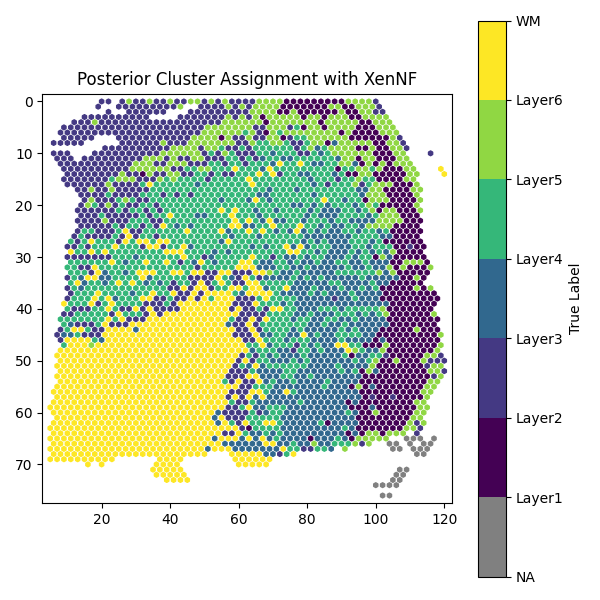 Posterior Cluster Assignment with XenNF
0
10
20
30
40
50
60
70
20
40
60
80
100
120
WM
Layer6
Layer5
Layer4
Layer3
Layer2
Layer1
NA
True Label